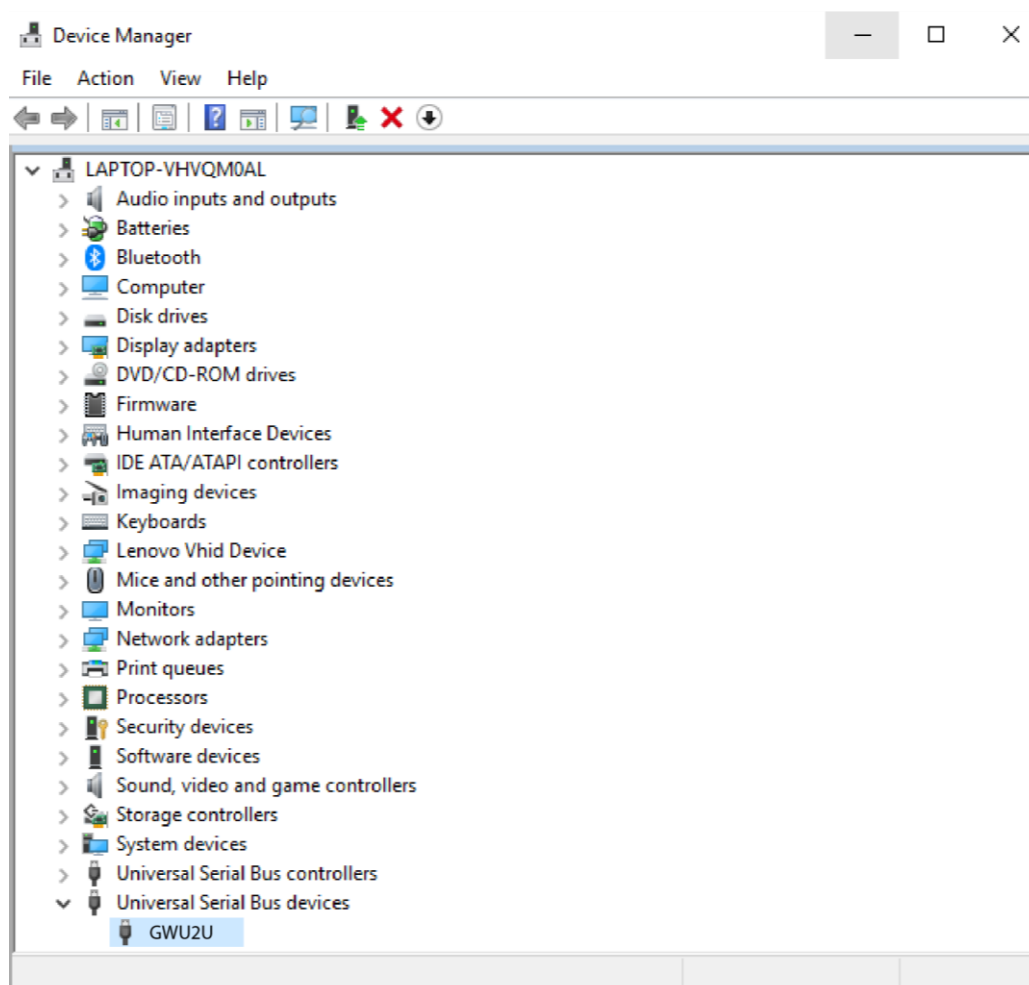 Device Manager
File Action View Help
LAPTOP-VHVQM0AL
Audio inputs and outputs
Batteries
Bluetooth
Computer
Disk drives
Display adapters
DVD/CD-ROM drives
Firmware
Human Interface Devices
IDE ATA/ATAPI controllers
Imaging devices
Keyboards
Lenovo Vhid Device
Mice and other pointing devices
Monitors
Network adapters
Print queues
Processors
Security devices
Software devices
Sound, video and game controllers
Storage controllers
System devices
Universal Serial Bus controllers
Universal Serial Bus devices
GWU2U